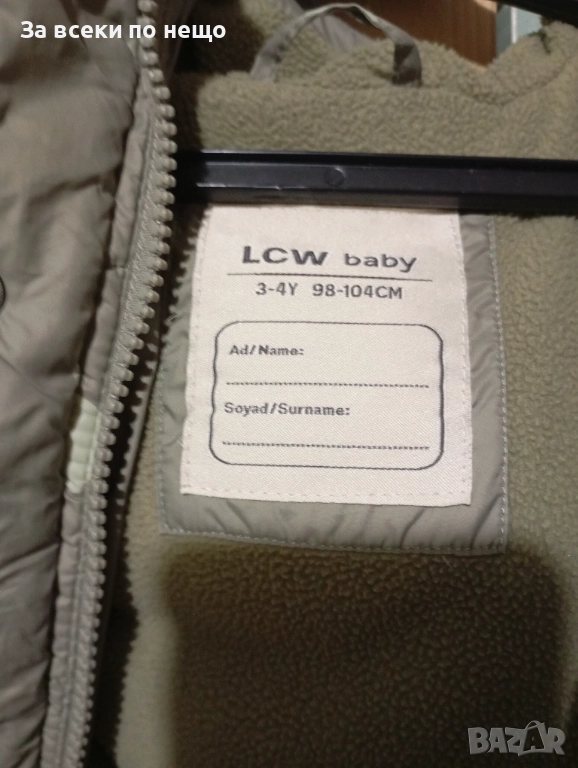 За всеки по нещо
LCW baby
3-4Y 98-104CM
Ad/Name:
Soyad/Surname:
BAZAR